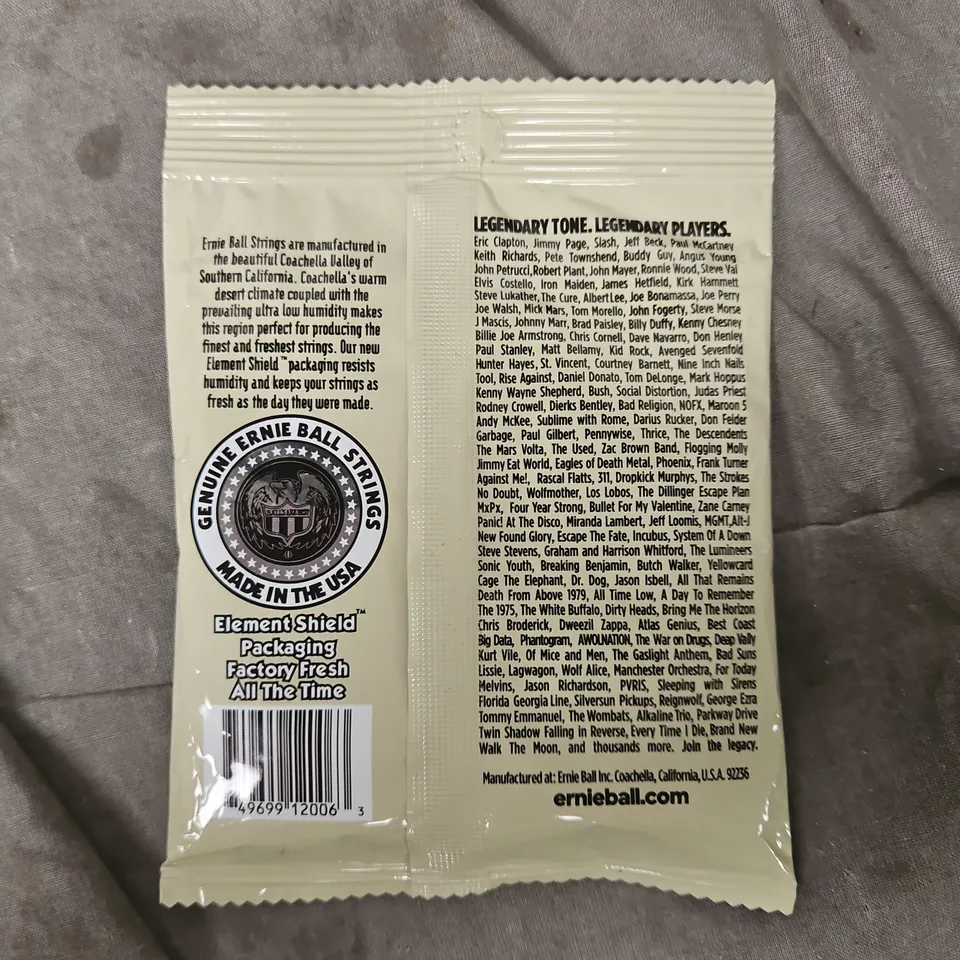 Ernie Ball Strings are manufactured in
the beautiful Coachella Valley of
Southern California. Coachella's warm
desert climate coupled with the
prevailing ultra low humidity makes
this region perfect for producing the
finest and freshest strings. Our new
Element Shield™ packaging resists
humidity and keeps your strings as
fresh as the day they were made.
GENUINE ERNIE BALL STRINGS
MADE IN THE USA
Element Shield™
Packaging
Factory Fresh
All The Time
49699 12006 3
LEGENDARY TONE. LEGENDARY PLAYERS.
Eric Clapton, Jimmy Page, Slash, Jeff Beck, Paul McCartney
Keith Richards, Pete Townshend, Buddy Guy, Angus Young
John Petrucci, Robert Plant, John Mayer, Ronnie Wood, Steve Vai
Elvis Costello, Iron Maiden, James Hetfield, Kirk Hammett
Steve Lukather, The Cure, Albert Lee, Joe Bonamassa, Joe Perry
Joe Walsh, Mick Mars, Tom Morello, John Fogerty, Steve Morse
J Mascis, Johnny Marr, Brad Paisley, Billy Duffy, Kenny Chesney
Billie Joe Armstrong, Chris Cornell, Dave Navarro, Don Henley
Paul Stanley, Matt Bellamy, Kid Rock, Avenged Sevenfold
Hunter Hayes, St. Vincent, Courtney Barnett, Nine Inch Nails
Tool, Rise Against, Daniel Donato, Tom DeLonge, Mark Hoppus
Kenny Wayne Shepherd, Bush, Social Distortion, Judas Priest
Rodney Crowell, Dierks Bentley, Bad Religion, NOFX, Maroon 5
Andy McKee, Sublime with Rome, Darius Rucker, Don Felder
Garbage, Paul Gilbert, Pennywise, Thrice, The Descendents
The Mars Volta, The Used, Zac Brown Band, Flogging Molly
Jimmy Eat World, Eagles of Death Metal, Phoenix, Frank Turner
Against Me!, Rascal Flatts, 311, Dropkick Murphys, The Strokes
No Doubt, Wolfmother, Los Lobos, The Dillinger Escape Plan
MxPx, Four Year Strong, Bullet For My Valentine, Zane Carney
Panic! At The Disco, Miranda Lambert, Jeff Loomis, MGMT, Alt-J
New Found Glory, Escape The Fate, Incubus, System Of A Down
Steve Stevens, Graham and Harrison Whitford, The Lumineers
Sonic Youth, Breaking Benjamin, Butch Walker, Yellowcard
Cage The Elephant, Dr. Dog, Jason Isbell, All That Remains
Death From Above 1979, All Time Low, A Day To Remember
The 1975, The White Buffalo, Dirty Heads, Bring Me The Horizon
Chris Broderick, Dweezil Zappa, Atlas Genius, Best Coast
Big Data, Phantogram, AWOLNATION, The War on Drugs, Deap Vally
Kurt Vile, Of Mice and Men, The Gaslight Anthem, Bad Suns
Lissie, Lagwagon, Wolf Alice, Manchester Orchestra, For Today
Melvins, Jason Richardson, PVRIS, Sleeping with Sirens
Florida Georgia Line, Silversun Pickups, Reignwolf, George Ezra
Tommy Emmanuel, The Wombats, Alkaline Trio, Parkway Drive
Twin Shadow Falling in Reverse, Every Time I Die, Brand New
Walk The Moon, and thousands more. Join the legacy.
Manufactured at: Ernie Ball Inc. Coachella, California, U.S.A. 92236
ernieball.com